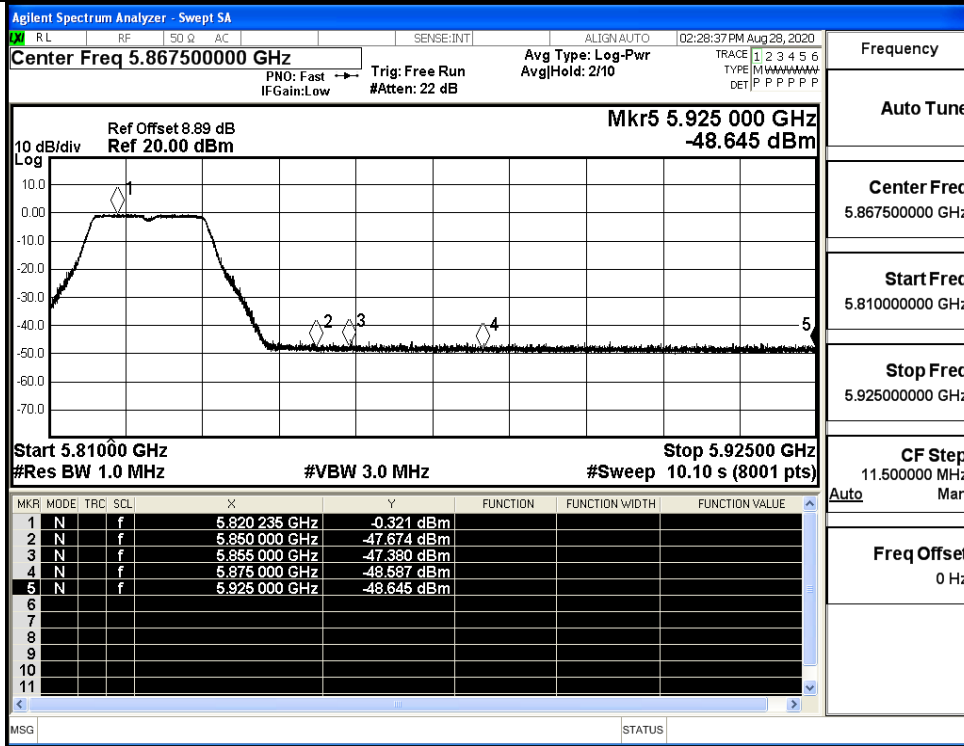 Agilent Spectrum Analyzer - Swept SA
LXI RL RF 50 Ω AC SENSE:INT ALIGN AUTO 02:28:37 PM Aug 28, 2020
Center Freq 5.867500000 GHz
PNO: Fast
IFGain:Low
Trig: Free Run
#Atten: 22 dB
Avg Type: Log-Pwr
Avg|Hold: 2/10
TRACE 1 2 3 4 5 6
TYPE M WWWWW
DET P P P P P P
Mkr5 5.925 000 GHz
-48.645 dBm
Ref Offset 8.89 dB
10 dB/div Ref 20.00 dBm
Log
10.0
0.00
-10.0
-20.0
-30.0
-40.0
-50.0
-60.0
-70.0
1
2
3
4
5
Start 5.81000 GHz Stop 5.92500 GHz
#Res BW 1.0 MHz #VBW 3.0 MHz #Sweep 10.10 s (8001 pts)
MKR MODE TRC SCL X Y FUNCTION FUNCTION WIDTH FUNCTION VALUE
1 N f 5.820 235 GHz -0.321 dBm
2 N f 5.850 000 GHz -47.674 dBm
3 N f 5.855 000 GHz -47.380 dBm
4 N f 5.875 000 GHz -48.587 dBm
5 N f 5.925 000 GHz -48.645 dBm
6
7
8
9
10
11
MSG STATUS
Frequency
Auto Tune
Center Freq
5.867500000 GHz
Start Freq
5.810000000 GHz
Stop Freq
5.925000000 GHz
CF Step
11.500000 MHz
Auto Man
Freq Offset
0 Hz